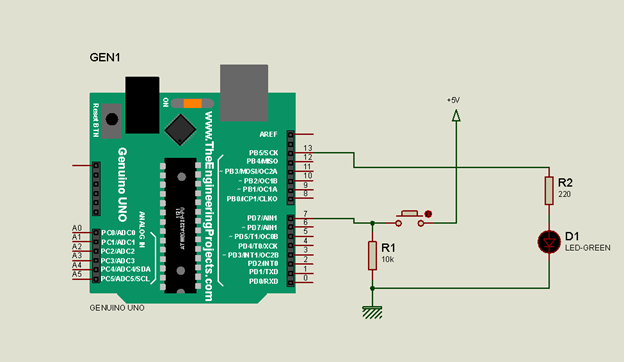 GEN1
ON
Reset BTN
Genuino UNO
www.TheEngineeringProjects.com
ANALOG IN
AREF
PB5/SCK
13
PB4/MISO
12
~PB3/MOSI/OC2A
11
~PB2/OC1B
10
~PB1/OC1A
9
PB0/ICP1/CLKO
8
PD7/AIN1
7
~PD6/AIN1
6
~PD5/T1/OC0B
5
PD4/T0/XCK
4
~PD3/INT1/OC2B
3
PD2/INT0
2
PD1/TXD
1
PD0/RXD
0
A0
PC0/ADC0
A1
PC1/ADC1
A2
PC2/ADC2
A3
PC3/ADC3
A4
PC4/ADC4/SDA
A5
PC5/ADC5/SCL
GENUINO UNO
+5V
R1
10k
R2
220
D1
LED-GREEN